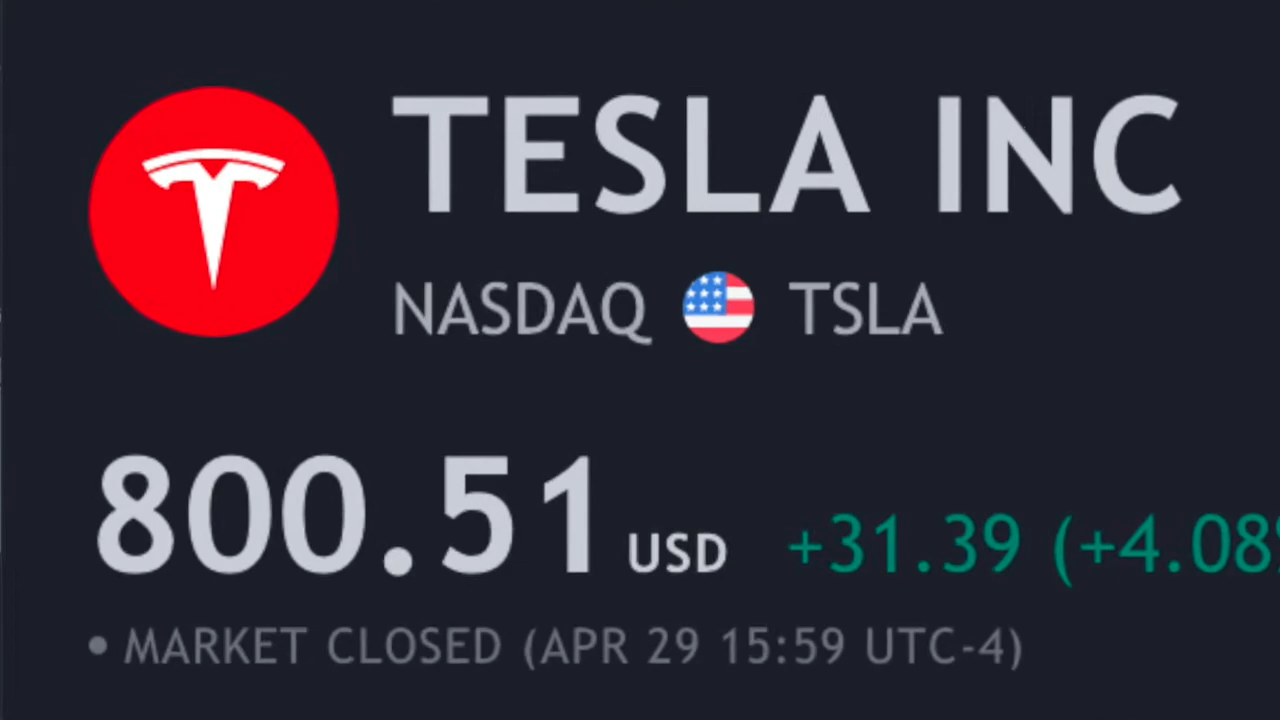 TESLA INC
NASDAQ TSLA
800.51 USD +31.39 (+4.08%
• MARKET CLOSED (APR 29 15:59 UTC-4)